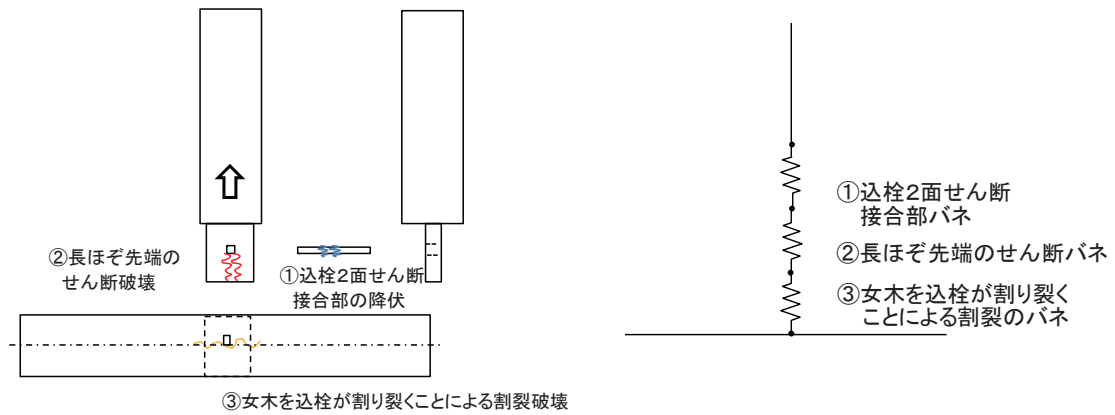 ②長ほぞ先端の
せん断破壊
①込栓2面せん断
接合部の降伏
③女木を込栓が割り裂くことによる割裂破壊
①込栓2面せん断
接合部バネ
②長ほぞ先端のせん断バネ
③女木を込栓が割り裂く
ことによる割裂のバネ